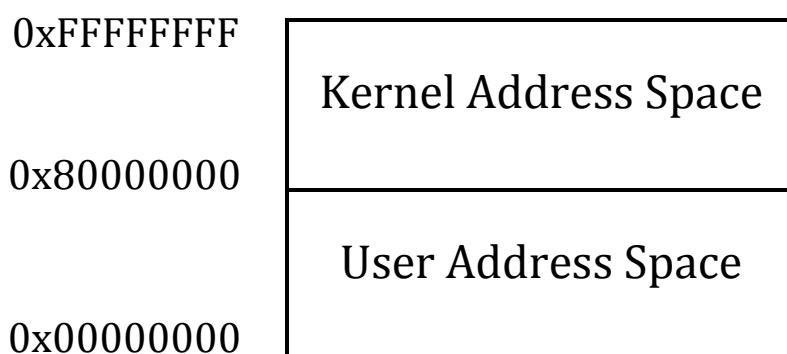 0xFFFFFFFF
Kernel Address Space
0x80000000
User Address Space
0x00000000